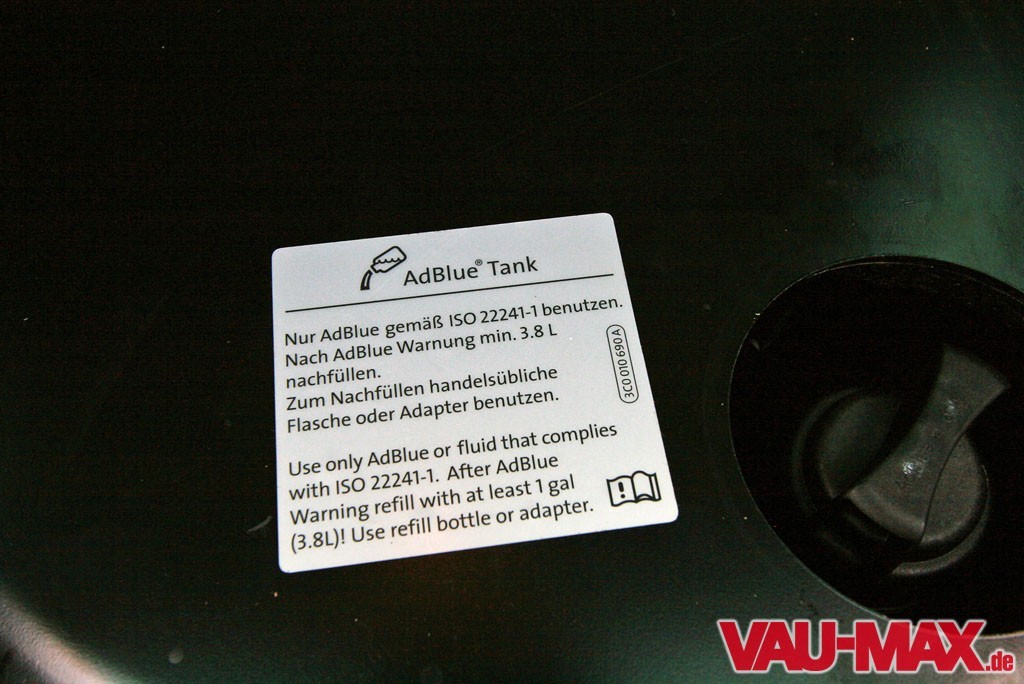 AdBlue® Tank
Nur AdBlue gemäß ISO 22241-1 benutzen.
Nach AdBlue Warnung min. 3.8 L
nachfüllen.
Zum Nachfüllen handelsübliche
Flasche oder Adapter benutzen.
3C0 010 690 A
Use only AdBlue or fluid that complies
with ISO 22241-1. After AdBlue
Warning refill with at least 1 gal
(3.8L)! Use refill bottle or adapter.
VAU-MAX.de